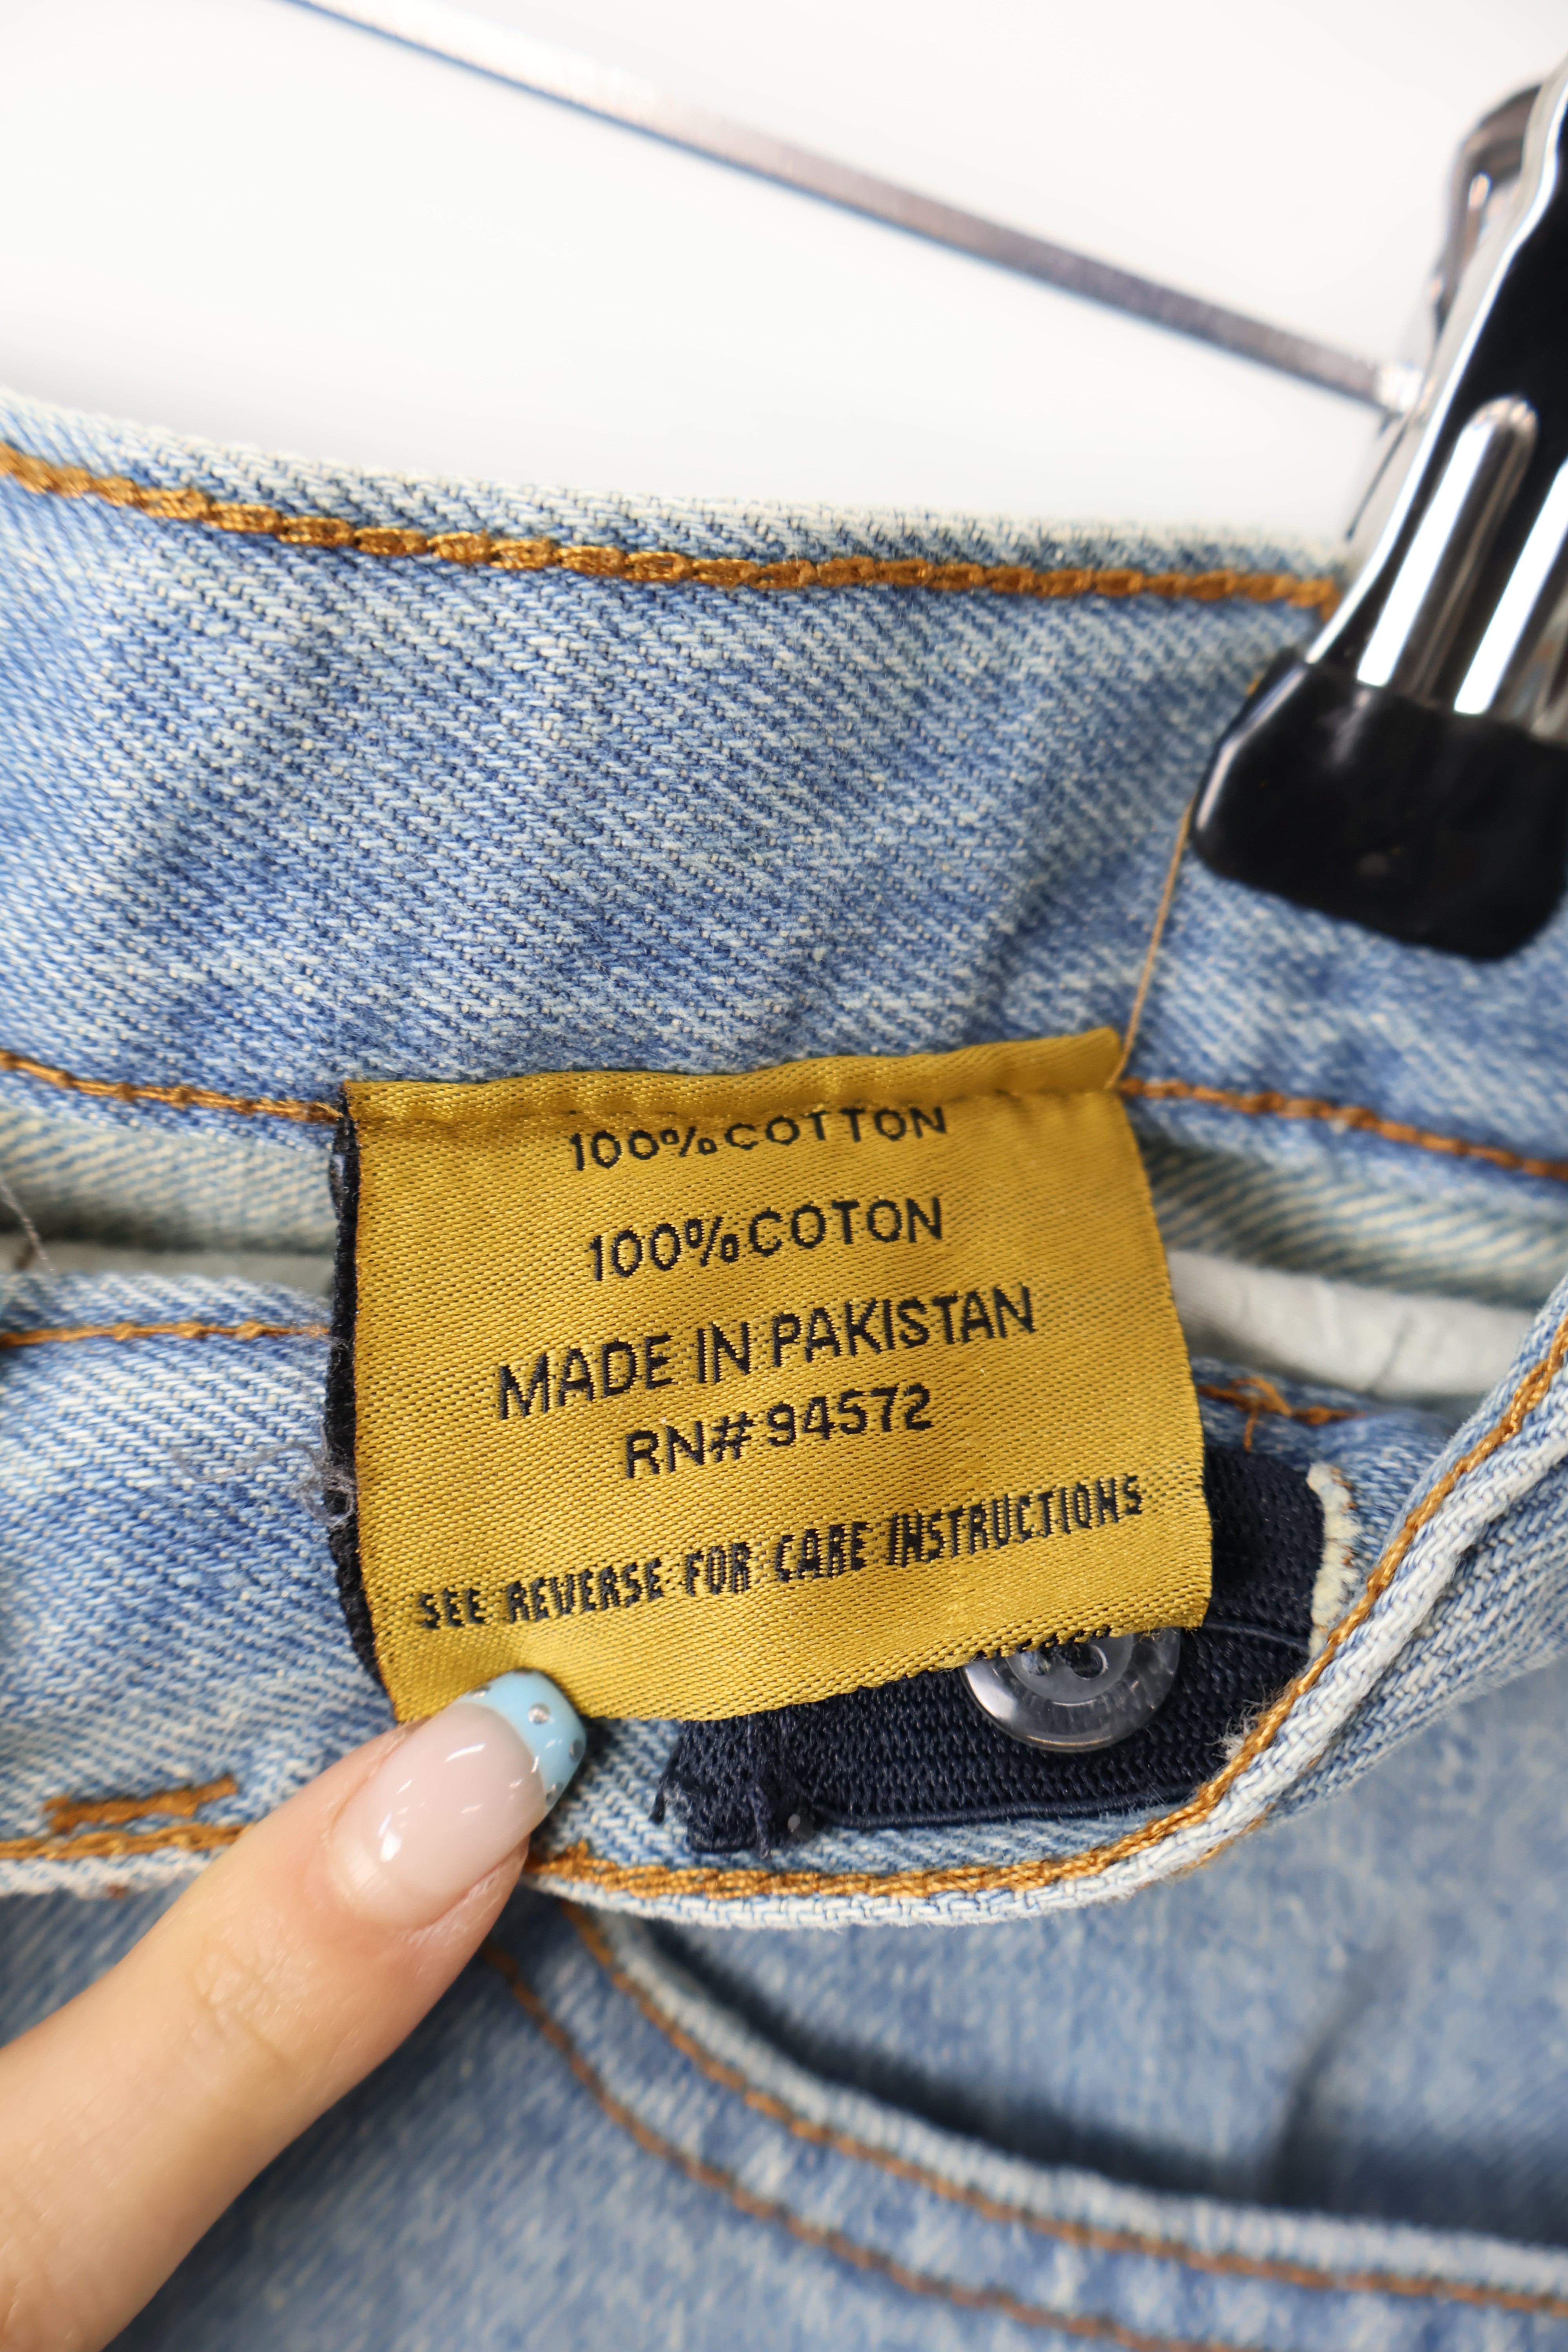 100% COTTON
100% COTON
MADE IN PAKISTAN
RN# 94572
SEE REVERSE FOR CARE INSTRUCTIONS